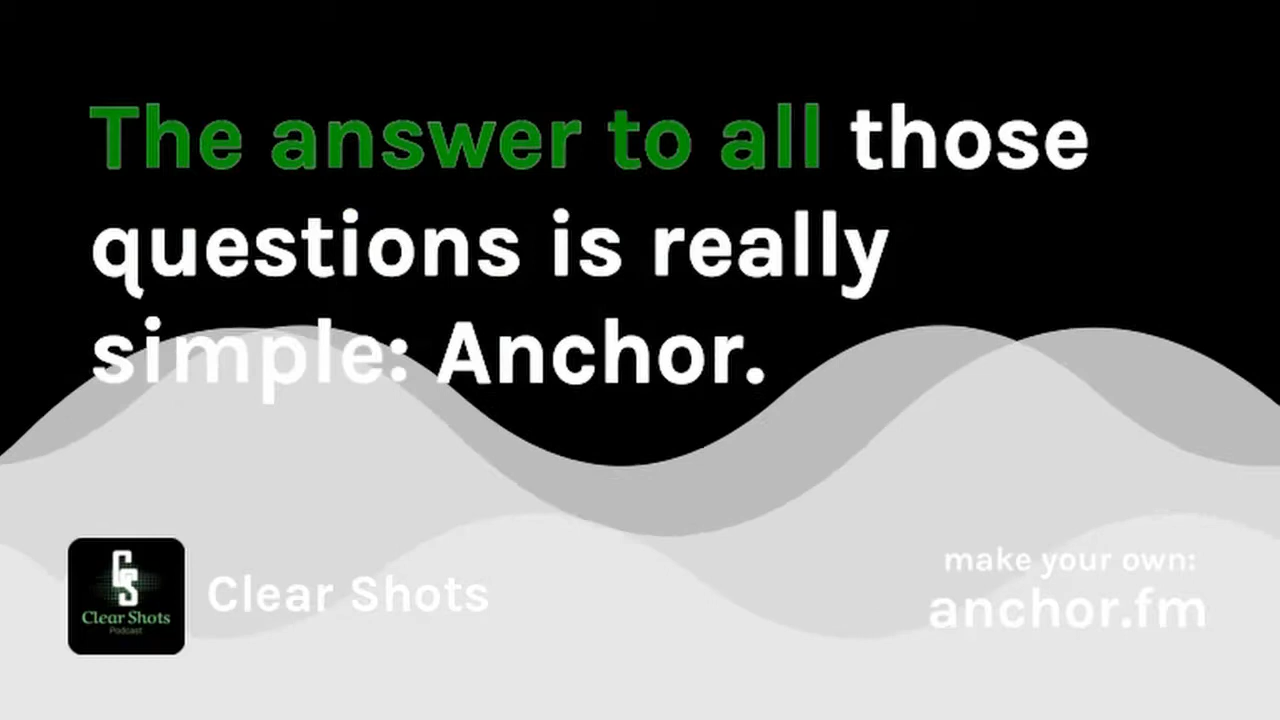 The answer to all those
questions is really
simple: Anchor.
CS
Clear Shots
Podcast
Clear Shots
make your own:
anchor.fm